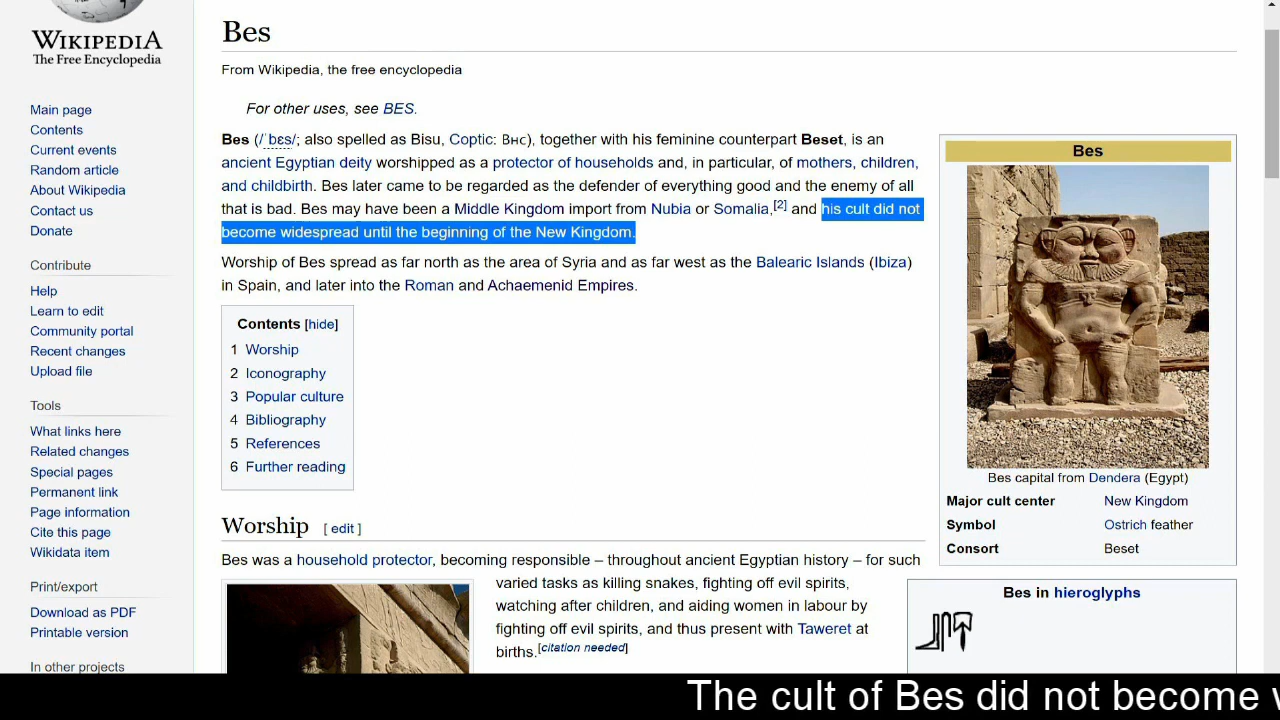 WIKIPEDIA
The Free Encyclopedia
Main page
Contents
Current events
Random article
About Wikipedia
Contact us
Donate
Contribute
Help
Learn to edit
Community portal
Recent changes
Upload file
Tools
What links here
Related changes
Special pages
Permanent link
Page information
Cite this page
Wikidata item
Print/export
Download as PDF
Printable version
In other projects
Bes
From Wikipedia, the free encyclopedia
For other uses, see BES.
Bes (/ˈbɛs/; also spelled as Bisu, Coptic: Ⲃⲏⲥ), together with his feminine counterpart Beset, is an
ancient Egyptian deity worshipped as a protector of households and, in particular, of mothers, children,
and childbirth. Bes later came to be regarded as the defender of everything good and the enemy of all
that is bad. Bes may have been a Middle Kingdom import from Nubia or Somalia,[2] and his cult did not
become widespread until the beginning of the New Kingdom.
Worship of Bes spread as far north as the area of Syria and as far west as the Balearic Islands (Ibiza)
in Spain, and later into the Roman and Achaemenid Empires.
Contents [hide]
1 Worship
2 Iconography
3 Popular culture
4 Bibliography
5 References
6 Further reading
Worship [ edit ]
Bes was a household protector, becoming responsible – throughout ancient Egyptian history – for such
varied tasks as killing snakes, fighting off evil spirits,
watching after children, and aiding women in labour by
fighting off evil spirits, and thus present with Taweret at
births.[citation needed]
Bes
Bes capital from Dendera (Egypt)
Major cult center New Kingdom
Symbol Ostrich feather
Consort Beset
Bes in hieroglyphs
The cult of Bes did not become